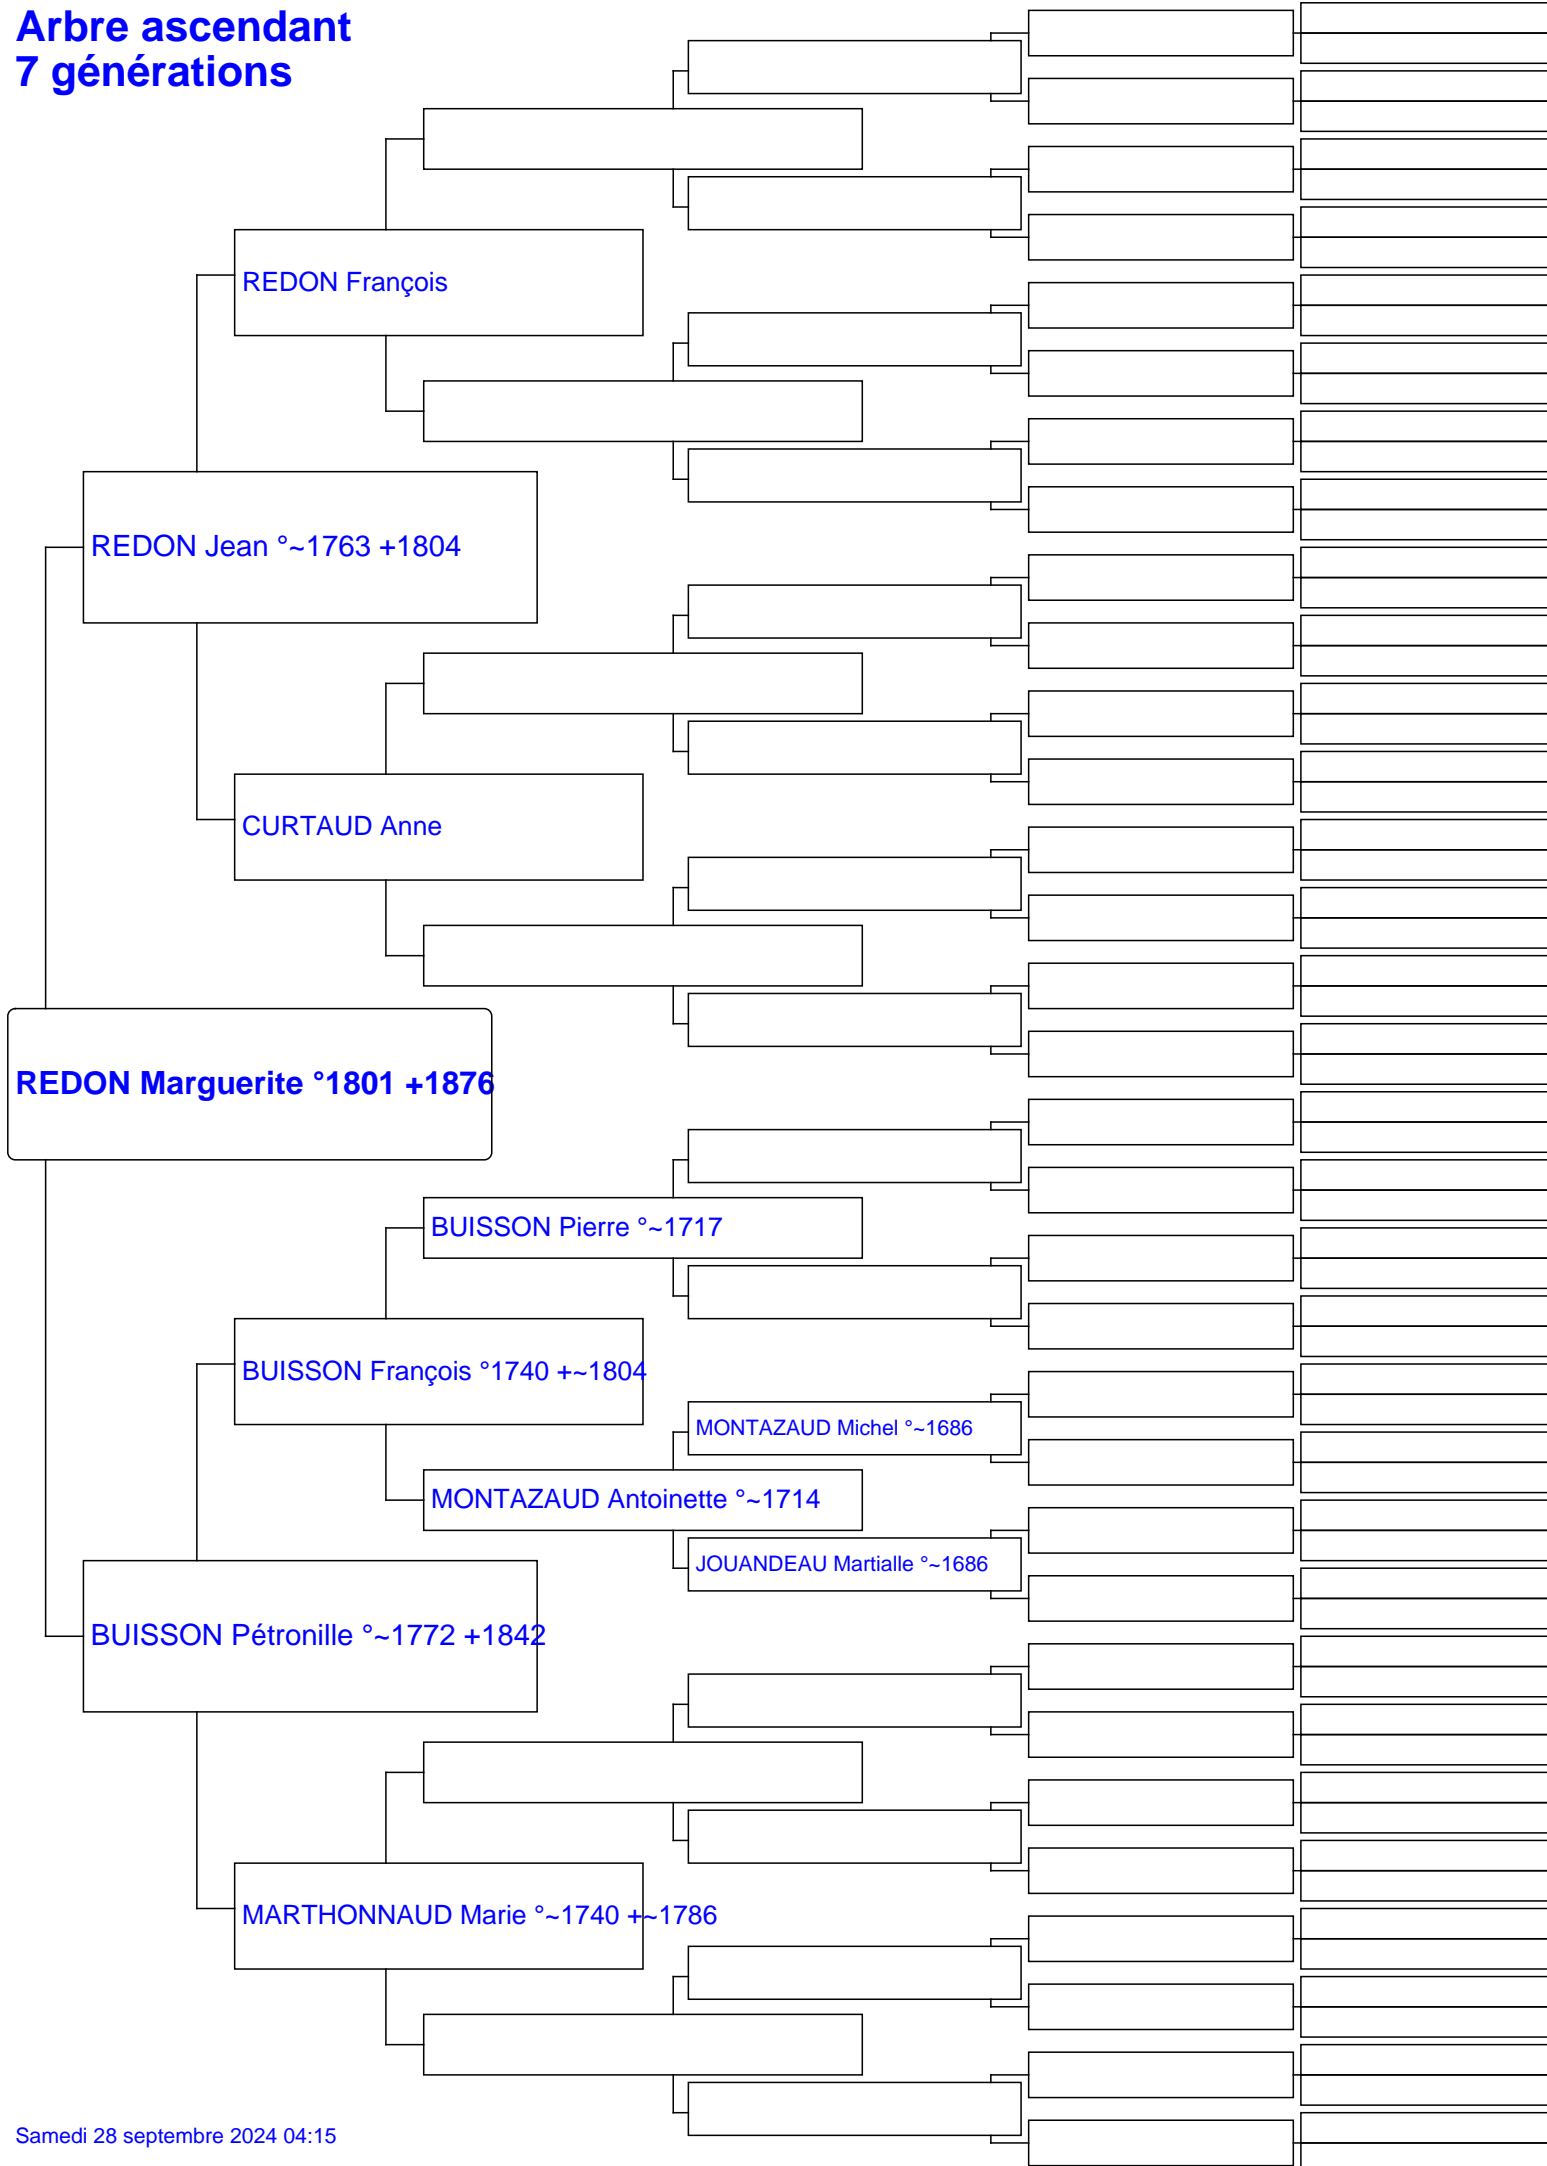 Arbre ascendant
7 générations
REDON François
REDON Jean °~1763 +1804
CURTAUD Anne
REDON Marguerite °1801 +1876
BUISSON Pierre °~1717
BUISSON François °1740 +~1804
MONTAZAUD Michel °~1686
MONTAZAUD Antoinette °~1714
JOUANDEAU Martialle °~1686
BUISSON Pétronille °~1772 +1842
MARTHONNAUD Marie °~1740 +~1786
Samedi 28 septembre 2024 04:15